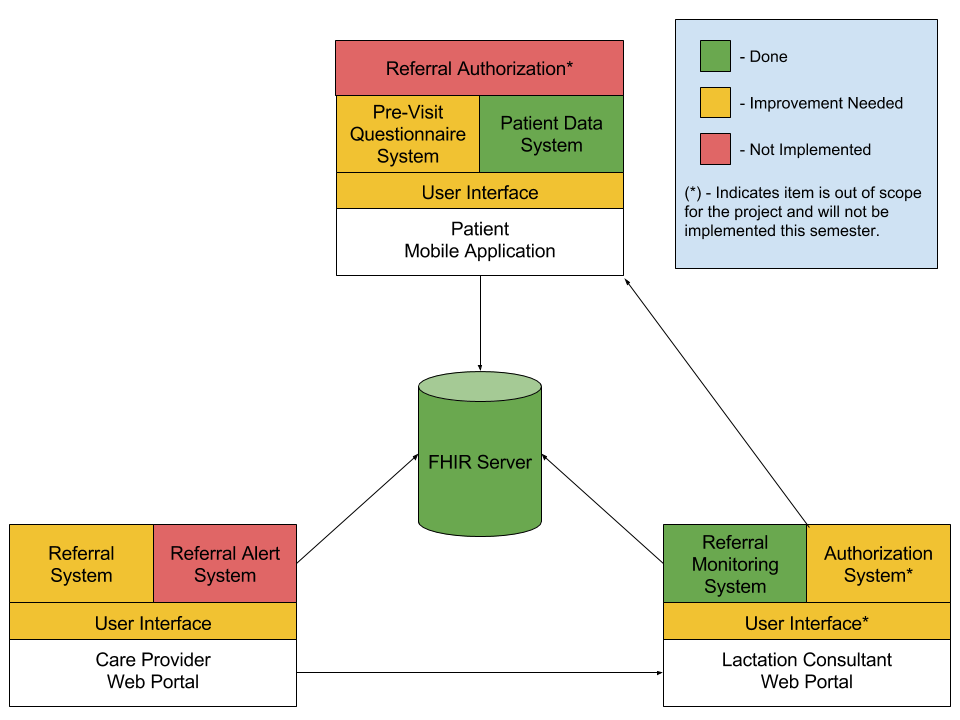 Referral Authorization*
Pre-Visit
Questionnaire
System
Patient Data
System
User Interface
Patient
Mobile Application
- Done
- Improvement Needed
- Not Implemented
(*) - Indicates item is out of scope
for the project and will not be
implemented this semester.
FHIR Server
Referral
System
Referral Alert
System
User Interface
Care Provider
Web Portal
Referral
Monitoring
System
Authorization
System*
User Interface*
Lactation Consultant
Web Portal